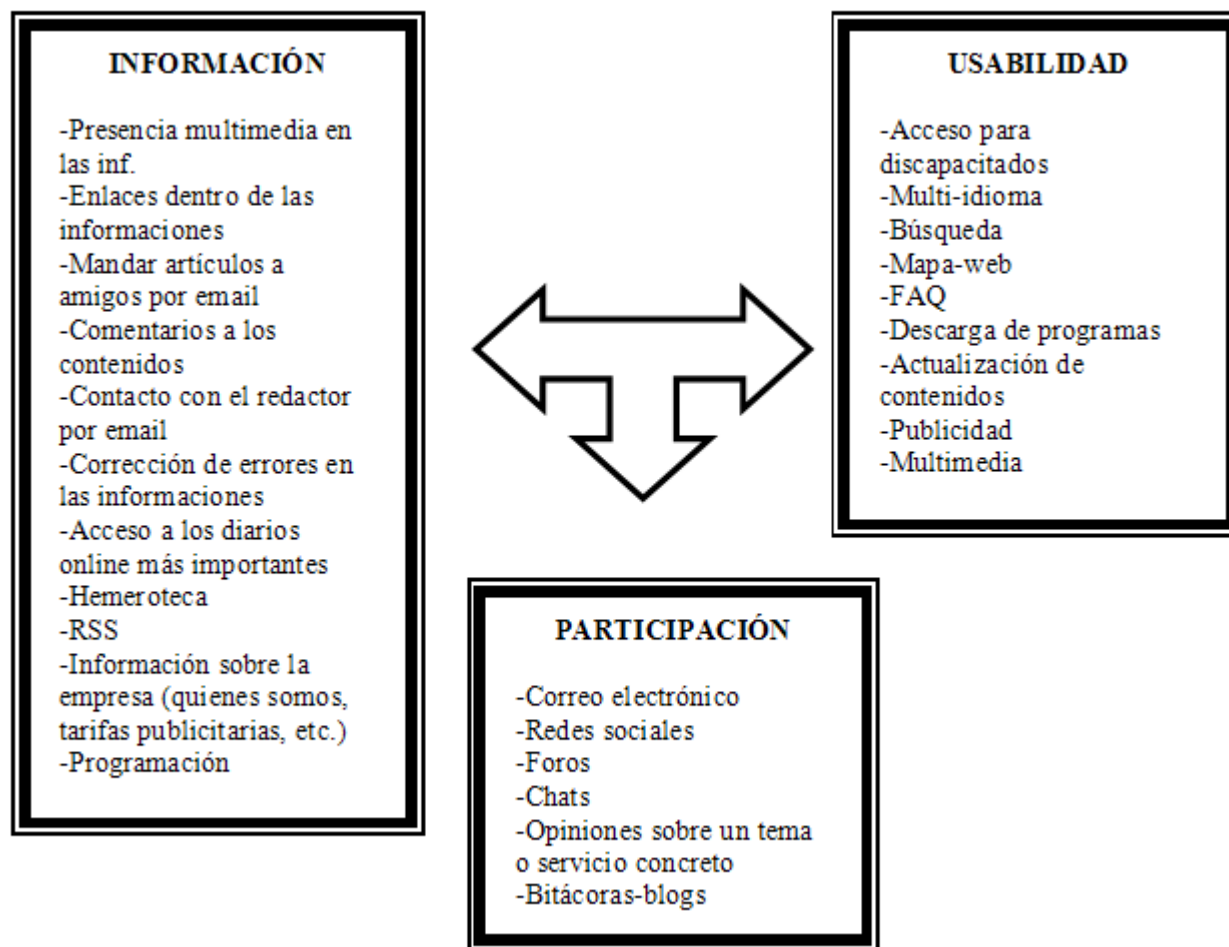 INFORMACIÓN
-Presencia multimedia en
las inf.
-Enlaces dentro de las
informaciones
-Mandar artículos a
amigos por email
-Comentarios a los
contenidos
-Contacto con el redactor
por email
-Corrección de errores en
las informaciones
-Acceso a los diarios
online más importantes
-Hemeroteca
-RSS
-Información sobre la
empresa (quienes somos,
tarifas publicitarias, etc.)
-Programación
USABILIDAD
-Acceso para
discapacitados
-Multi-idioma
-Búsqueda
-Mapa-web
-FAQ
-Descarga de programas
-Actualización de
contenidos
-Publicidad
-Multimedia
PARTICIPACIÓN
-Correo electrónico
-Redes sociales
-Foros
-Chats
-Opiniones sobre un tema
o servicio concreto
-Bitácoras-blogs